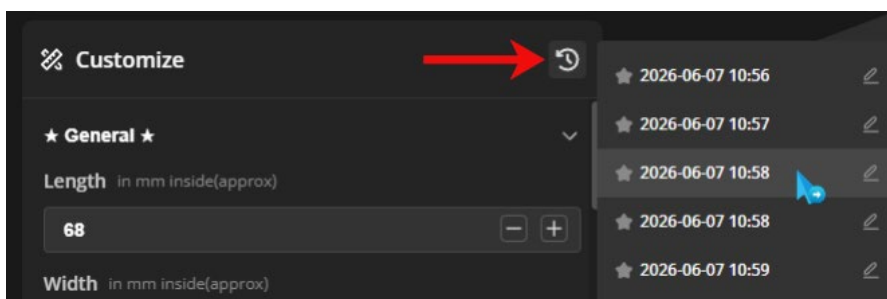 Customize
★ General ★
Length in mm inside(approx)
68
Width in mm inside(approx)
2026-06-07 10:56
2026-06-07 10:57
2026-06-07 10:58
2026-06-07 10:58
2026-06-07 10:59